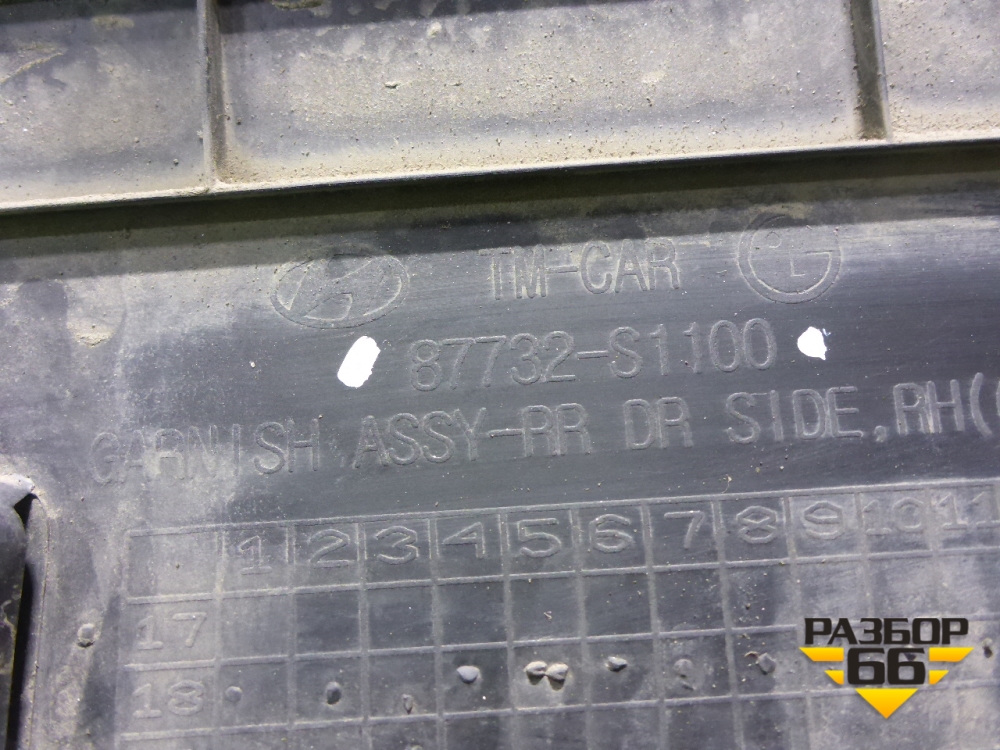 TM-CAR
87732-S1100
GARNISH ASSY-RR DR SIDE,RH(
1 2 3 4 5 6 7 8 9 10 11
17
18
РАЗБОР
66